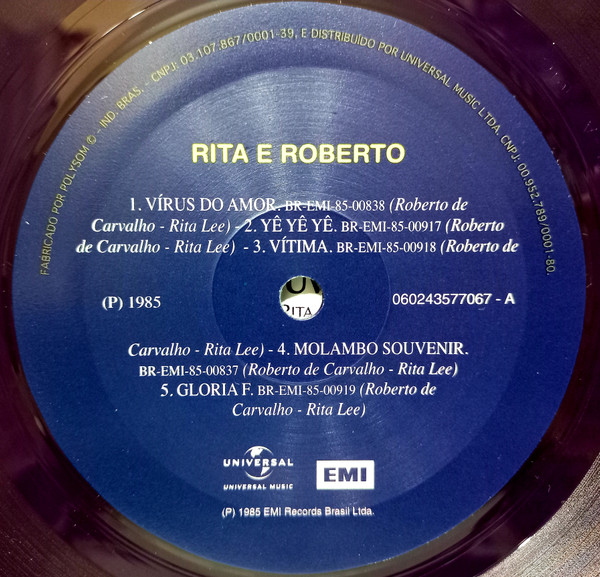 FABRICADO POR POLYSOM © - IND. BRAS. - CNPJ: 03.107.867/0001-39, E DISTRIBUÍDO POR UNIVERSAL MUSIC LTDA. CNPJ: 00.952.789/0001-80.
RITA E ROBERTO
1. VÍRUS DO AMOR. BR-EMI-85-00838 (Roberto de
Carvalho - Rita Lee) - 2. YÊ YÊ YÊ. BR-EMI-85-00917 (Roberto
de Carvalho - Rita Lee) - 3. VÍTIMA. BR-EMI-85-00918 (Roberto de
(P) 1985
060243577067 - A
RITA
Carvalho - Rita Lee) - 4. MOLAMBO SOUVENIR.
BR-EMI-85-00837 (Roberto de Carvalho - Rita Lee)
5. GLORIA F. BR-EMI-85-00919 (Roberto de
Carvalho - Rita Lee)
UNIVERSAL
UNIVERSAL MUSIC
EMI
(P) 1985 EMI Records Brasil Ltda.